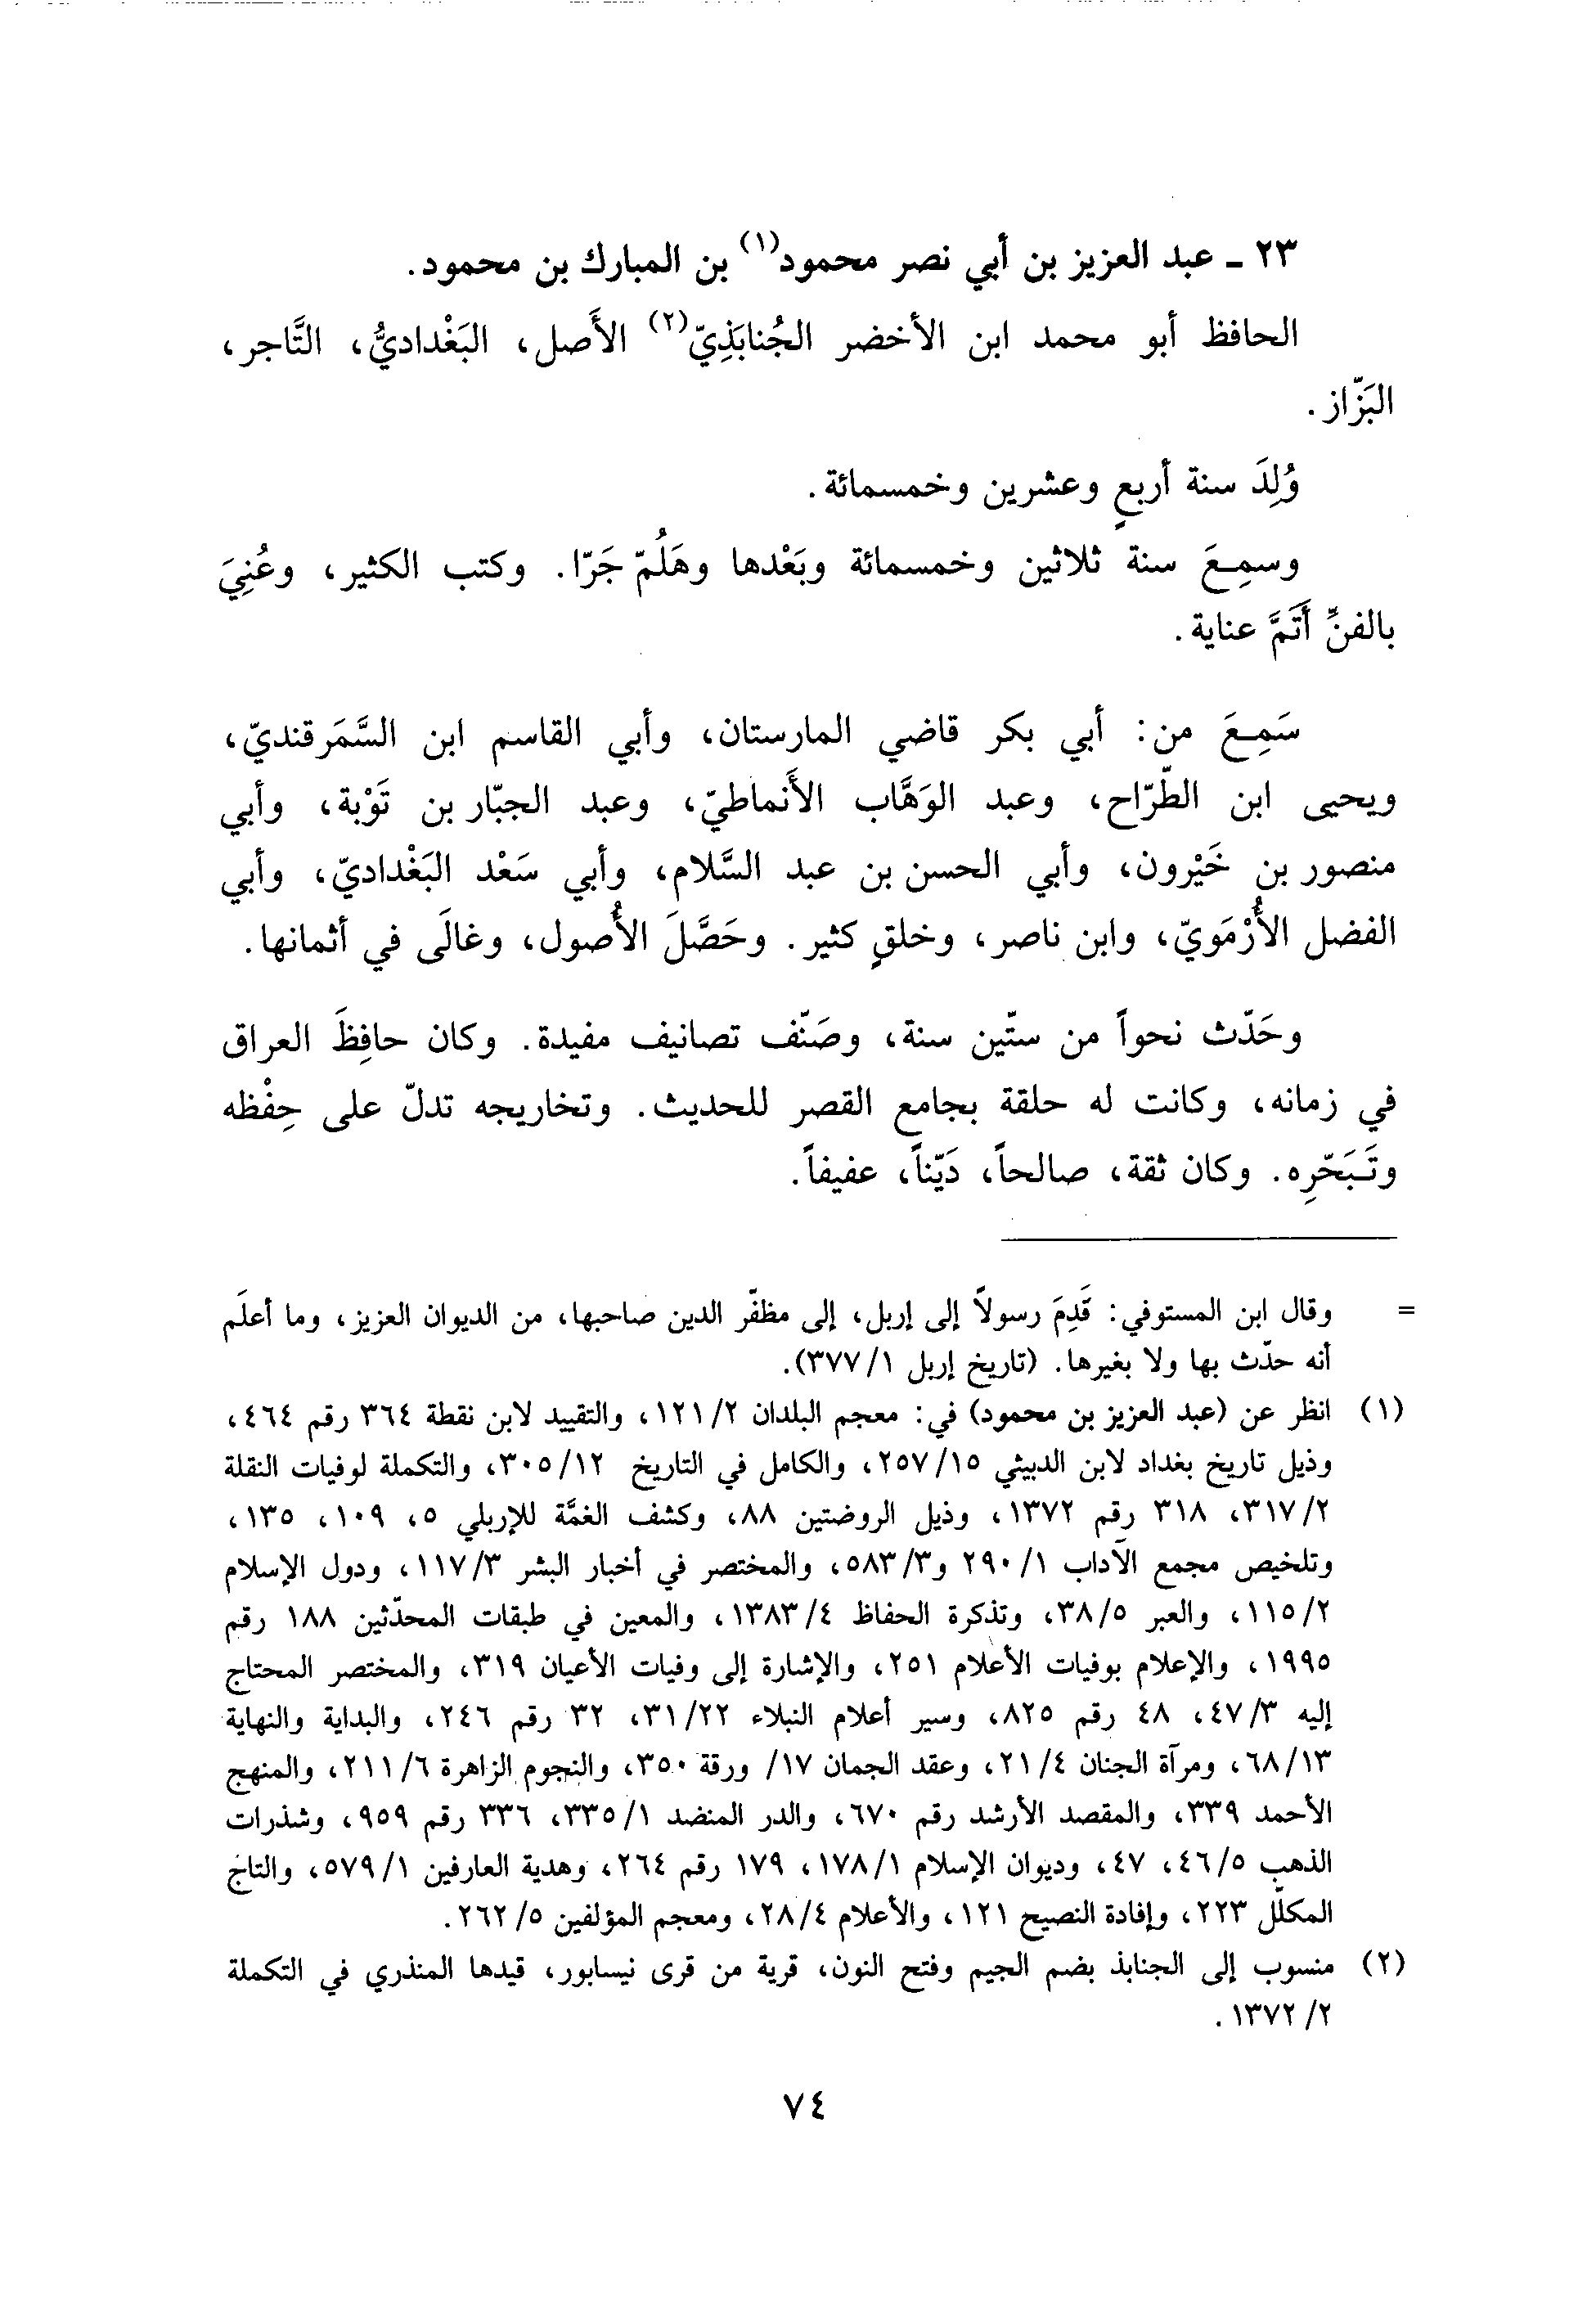 ٢٣ ـ عبد العزيز بن أبي نصر محمود(١) بن المبارك بن محمود.
الحافظ أبو محمد ابن الأخضر الجُنابَذِيّ(٢) الأَصل، البَغْداديُّ، التَّاجر،
البَزّاز.
وُلِدَ سنة أربعٍ وعشرين وخمسمائة.
وسمِعَ سنة ثلاثين وخمسمائة وبَعْدها وهَلُمّ جَرّا. وكتب الكثير، وعُنِيَ
بالفنِّ أَتَمَّ عناية.
سَمِعَ من: أبي بكر قاضي المارستان، وأبي القاسم ابن السَّمَرقنديّ،
ويحيى ابن الطّرّاح، وعبد الوَهَّاب الأَنماطيّ، وعبد الجبّار بن تَوْبة، وأبي
منصور بن خَيْرون، وأبي الحسن بن عبد السَّلام، وأبي سَعْد البَغْداديّ، وأبي
الفضل الأُرْمَويّ، وابن ناصر، وخلقٍ كثير. وحَصَّلَ الأُصول، وغالَى في أثمانها.
وحَدّث نحواً من ستّين سنة، وصَنّف تصانيف مفيدة. وكان حافِظَ العراق
في زمانه، وكانت له حلقة بجامع القصر للحديث. وتخاريجه تدلّ على حِفْظه
وتَبَحّرِه. وكان ثقة، صالحاً، دَيّناً، عفيفاً.
= وقال ابن المستوفي: قَدِمَ رسولاً إلى إربل، إلى مظفّر الدين صاحبها، من الديوان العزيز، وما أعلَم
أنه حدّث بها ولا بغيرها. (تاريخ إربل ١/٣٧٧).
(١) انظر عن (عبد العزيز بن محمود) في: معجم البلدان ٢/١٢١، والتقييد لابن نقطة ٣٦٤ رقم ٤٦٤،
وذيل تاريخ بغداد لابن الدبيثي ١٥/٢٥٧، والكامل في التاريخ ١٢/٣٠٥، والتكملة لوفيات النقلة
٢/٣١٧، ٣١٨ رقم ١٣٧٢، وذيل الروضتين ٨٨، وكشف الغمَّة للإربلي ٥، ١٠٩، ١٣٥،
وتلخيص مجمع الآداب ١/٢٩٠ و٣/٥٨٣، والمختصر في أخبار البشر ٣/١١٧، ودول الإسلام
٢/١١٥، والعبر ٥/٣٨، وتذكرة الحفاظ ٤/١٣٨٣، والمعين في طبقات المحدّثين ١٨٨ رقم
١٩٩٥، والإعلام بوفيات الأعلام ٢٥١، والإشارة إلى وفيات الأعيان ٣١٩، والمختصر المحتاج
إليه ٣/٤٧، ٤٨ رقم ٨٢٥، وسير أعلام النبلاء ٢٢/٣١، ٣٢ رقم ٢٤٦، والبداية والنهاية
١٣/٦٨، ومرآة الجنان ٤/٢١، وعقد الجمان ١٧/ ورقة ٣٥٠، والنجوم الزاهرة ٦/٢١١، والمنهج
الأحمد ٣٣٩، والمقصد الأرشد رقم ٦٧٠، والدر المنضد ١/٣٣٥، ٣٣٦ رقم ٩٥٩، وشذرات
الذهب ٥/٤٦، ٤٧، وديوان الإسلام ١/١٧٨، ١٧٩ رقم ٢٦٤، وهدية العارفين ١/٥٧٩، والتاج
المكلّل ٢٢٣، وإفادة النصيح ١٢١، والأعلام ٤/٢٨، ومعجم المؤلفين ٥/٢٦٢.
(٢) منسوب إلى الجنابذ بضم الجيم وفتح النون، قرية من قرى نيسابور، قيدها المنذري في التكملة
٢/١٣٧٢.
٧٤